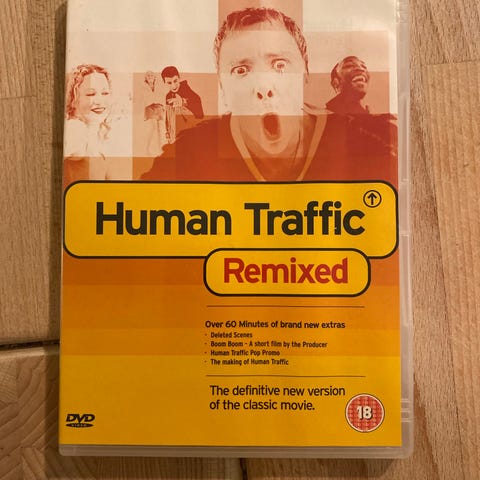 Human Traffic
Remixed
Over 60 Minutes of brand new extras
· Deleted Scenes
· Boom Boom - A short film by the Producer
· Human Traffic Pop Promo
· The making of Human Traffic
The definitive new version
of the classic movie.
18
DVD
VIDEO